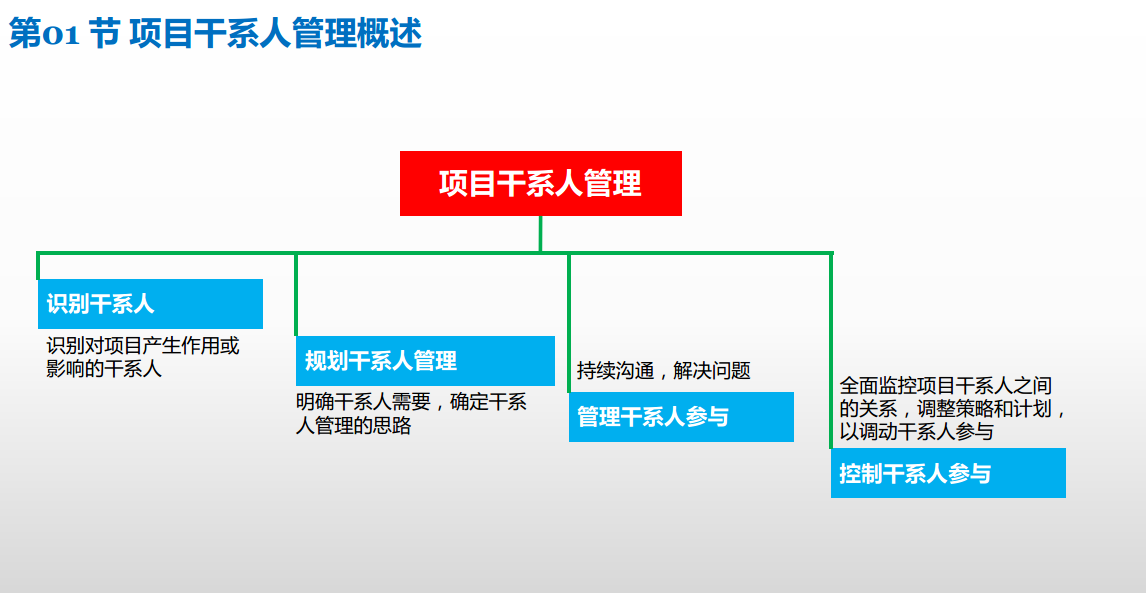 第01 节 项目干系人管理概述
项目干系人管理
识别干系人
识别对项目产生作用或
影响的干系人
规划干系人管理
明确干系人需要，确定干系
人管理的思路
持续沟通，解决问题
管理干系人参与
全面监控项目干系人之间
的关系，调整策略和计划，
以调动干系人参与
控制干系人参与